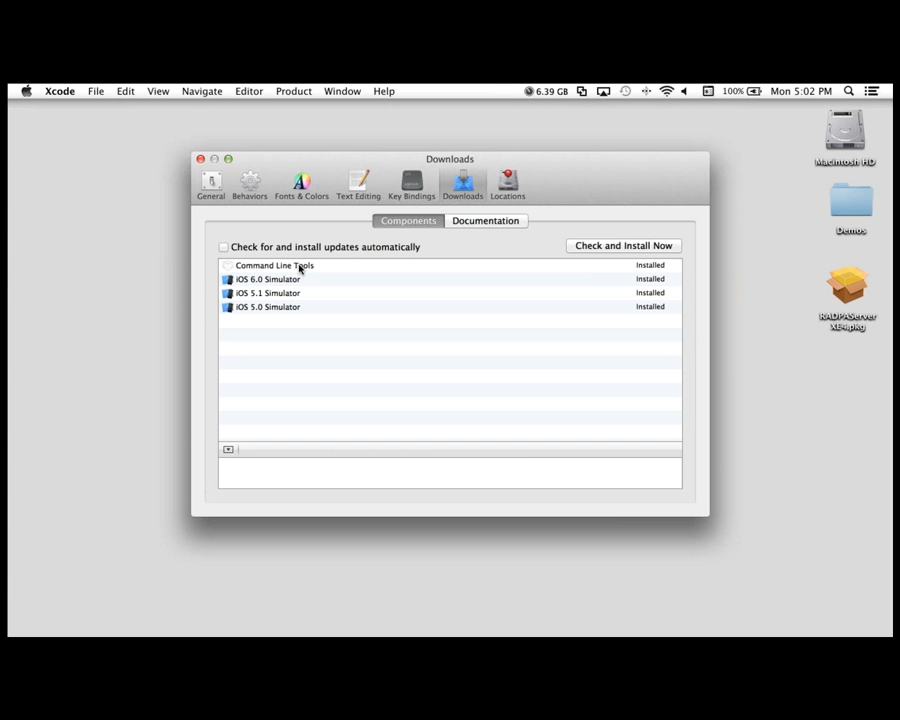 Xcode File Edit View Navigate Editor Product Window Help 6.39 GB 100% Mon 5:02 PM
Macintosh HD
Demos
RADPAServer
XE4.pkg
Downloads
General Behaviors Fonts & Colors Text Editing Key Bindings Downloads Locations
Components Documentation
Check for and install updates automatically Check and Install Now
Command Line Tools Installed
iOS 6.0 Simulator Installed
iOS 5.1 Simulator Installed
iOS 5.0 Simulator Installed